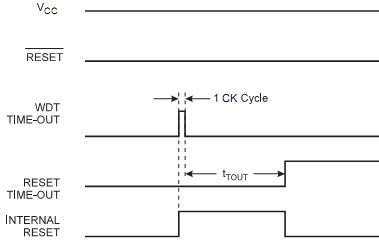 VCC
RESET
1 CK Cycle
WDT
TIME-OUT
tTOUT
RESET
TIME-OUT
INTERNAL
RESET